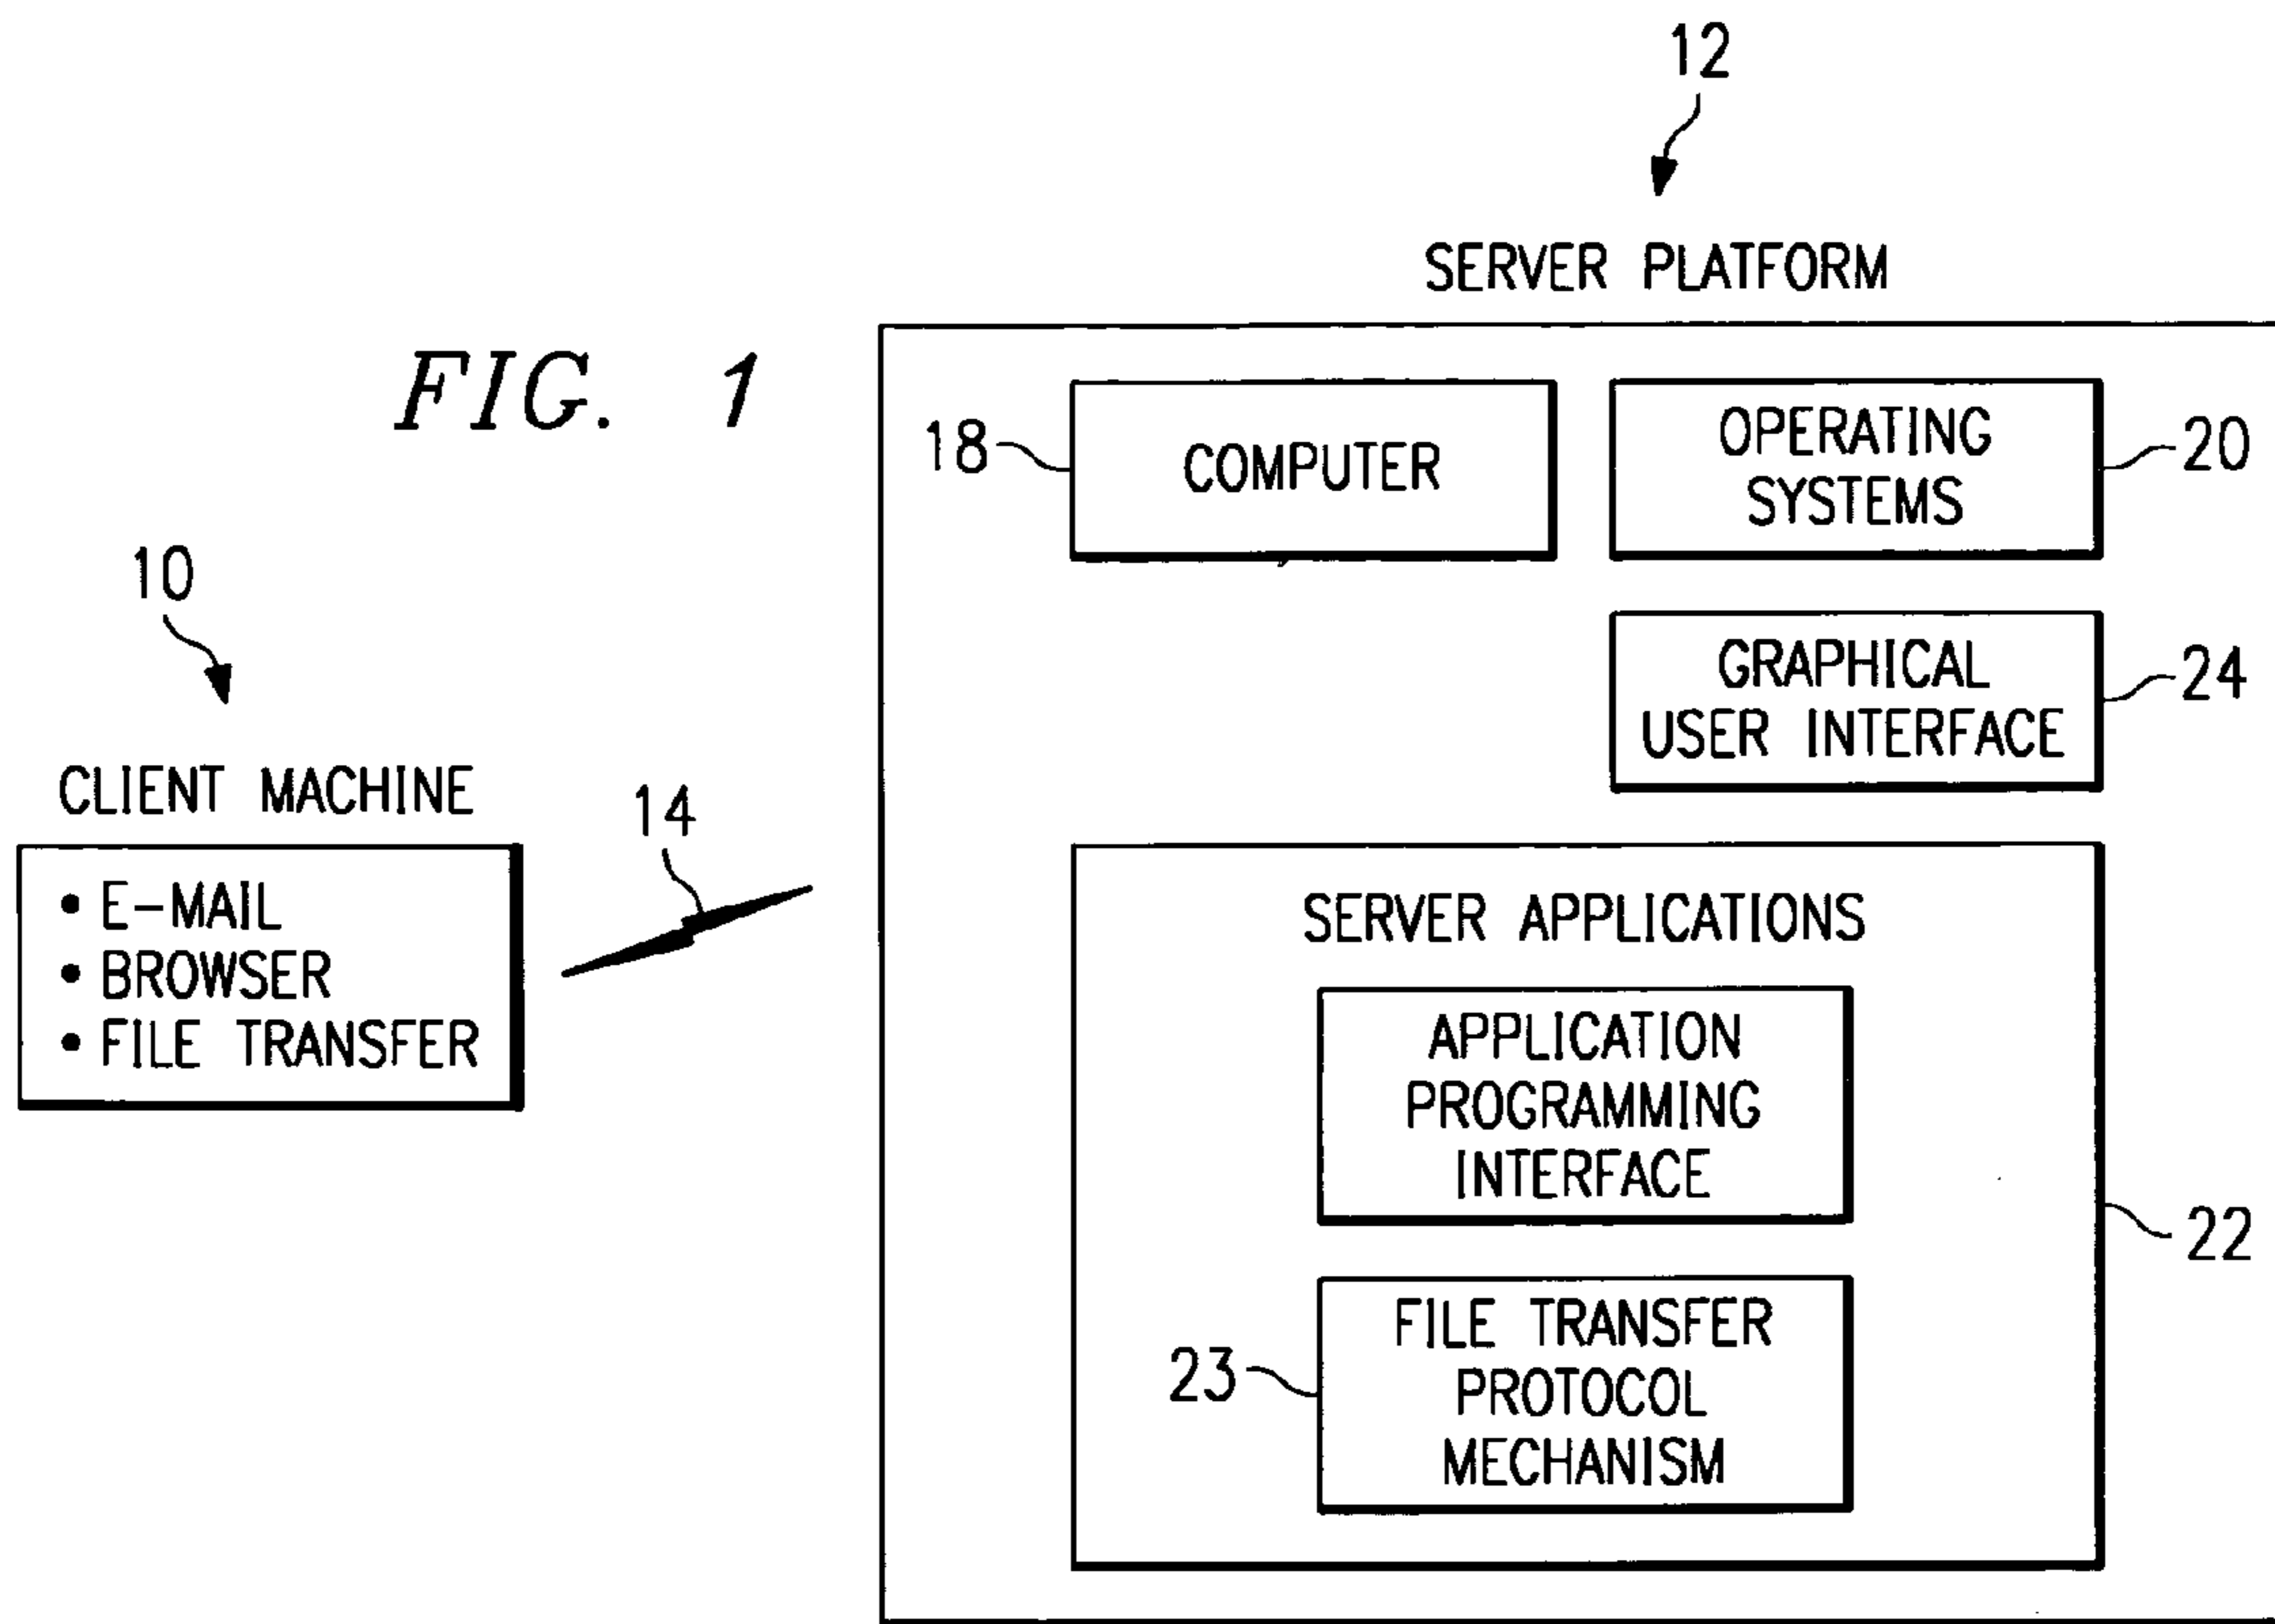 12
SERVER PLATFORM
FIG. 1
18
COMPUTER
OPERATING
SYSTEMS
20
10
GRAPHICAL
USER INTERFACE
24
CLIENT MACHINE
14
• E-MAIL
• BROWSER
• FILE TRANSFER
SERVER APPLICATIONS
APPLICATION
PROGRAMMING
INTERFACE
22
23
FILE TRANSFER
PROTOCOL
MECHANISM